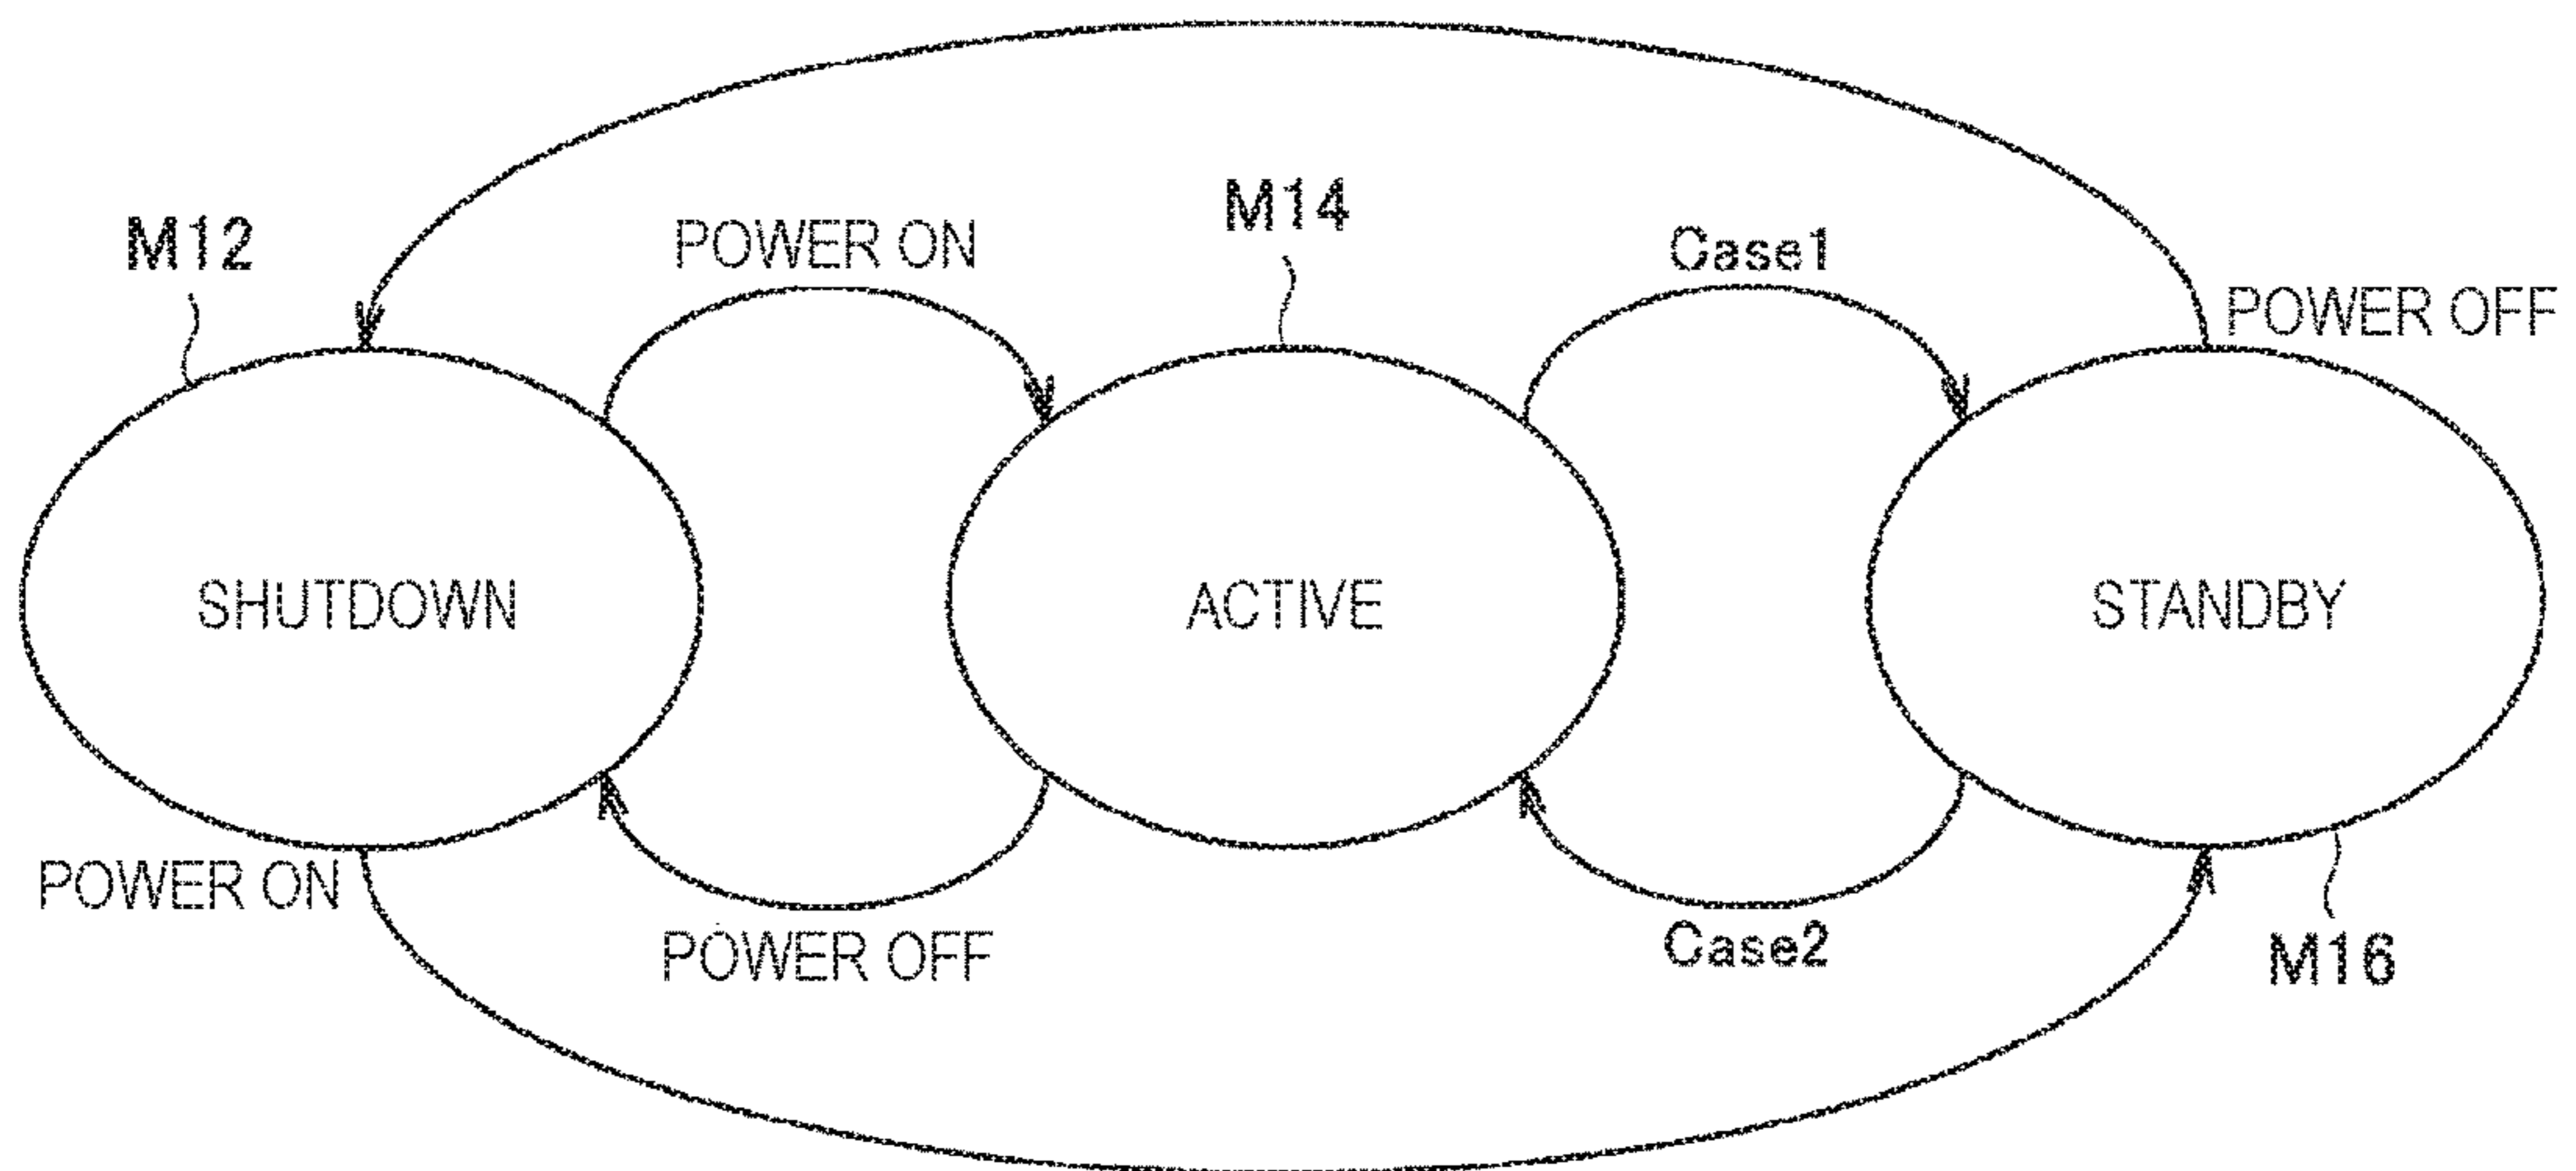 M14
M12
POWER ON
Case1
POWER OFF
SHUTDOWN
ACTIVE
STANDBY
POWER ON
POWER OFF
Case2
M16